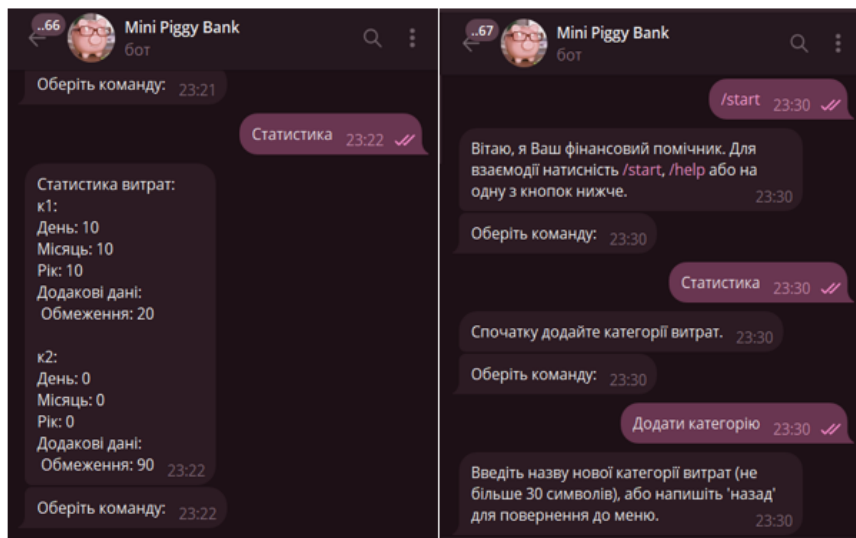 ..66
Mini Piggy Bank
бот
Оберіть команду: 23:21
Статистика 23:22
Статистика витрат:
к1:
День: 10
Місяць: 10
Рік: 10
Додакові дані:
Обмеження: 20
к2:
День: 0
Місяць: 0
Рік: 0
Додакові дані:
Обмеження: 90 23:22
Оберіть команду: 23:22
..67
Mini Piggy Bank
бот
/start 23:30
Вітаю, я Ваш фінансовий помічник. Для
взаємодії натисність /start, /help або на
одну з кнопок нижче.
23:30
Оберіть команду: 23:30
Статистика 23:30
Спочатку додайте категорії витрат. 23:30
Оберіть команду: 23:30
Додати категорію 23:30
Введіть назву нової категорії витрат (не
більше 30 символів), або напишіть 'назад'
для повернення до меню.
23:30